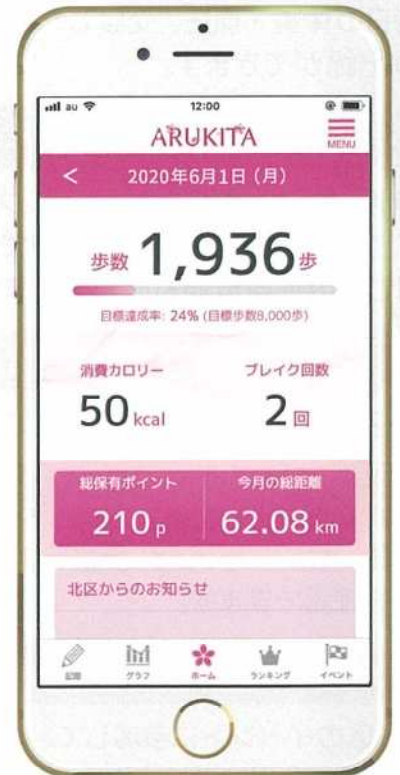 au 12:00
ARUKITA
MENU
< 2020年6月1日（月）
歩数 1,936 歩
目標達成率: 24% (目標歩数8,000歩)
消費カロリー ブレイク回数
50 kcal 2 回
総保有ポイント 今月の総距離
210 p 62.08 km
北区からのお知らせ
記録 グラフ ホーム ランキング イベント